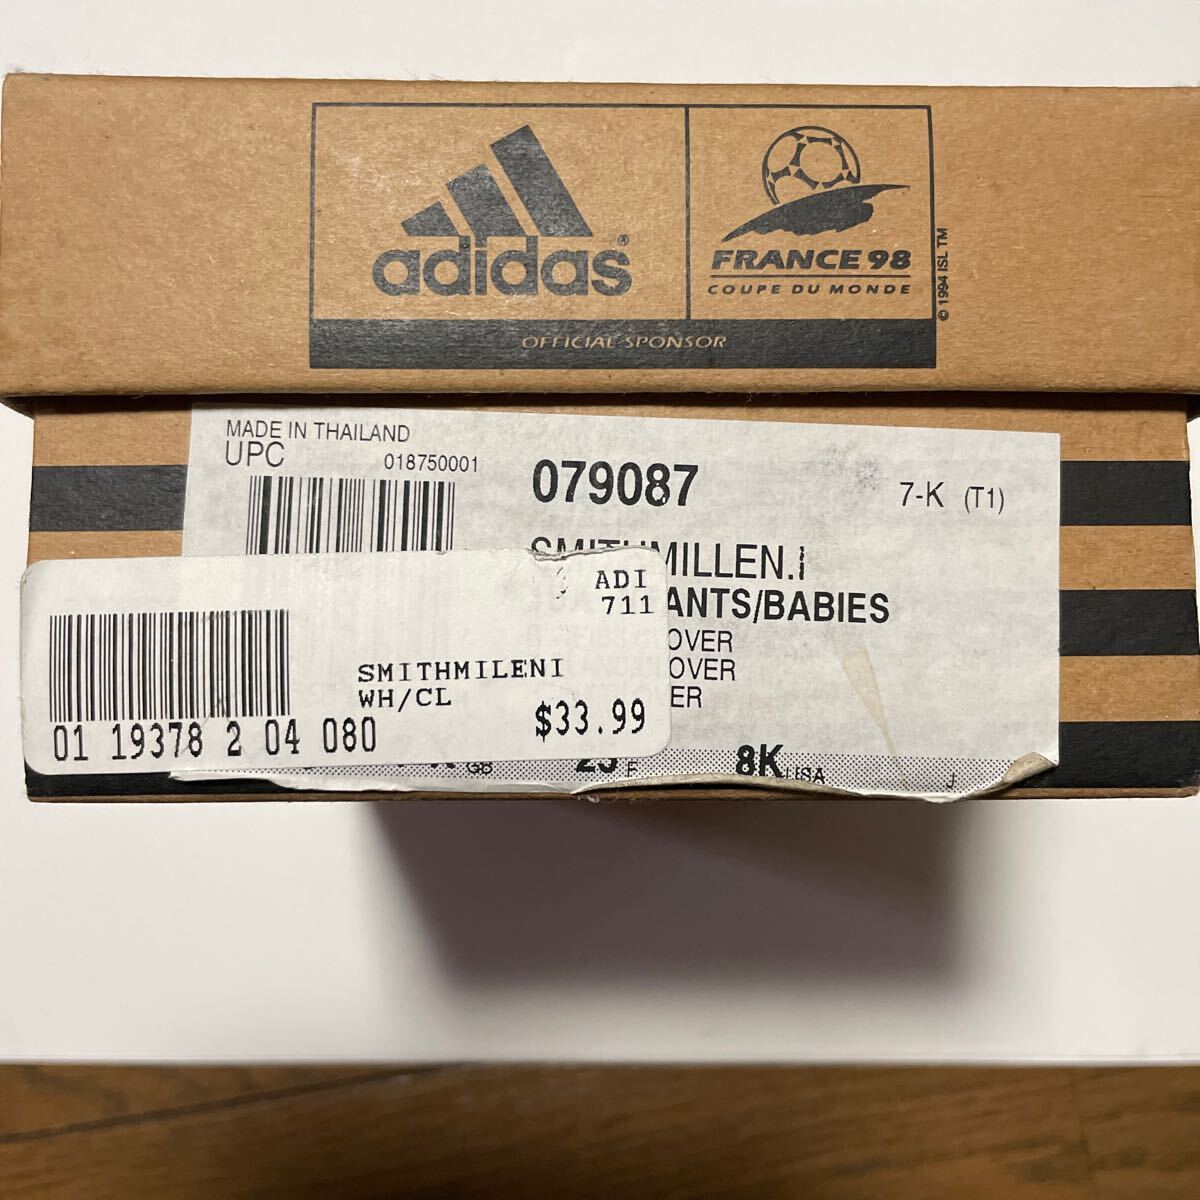 adidas®
FRANCE 98
COUPE DU MONDE
© 1994 ISL TM
OFFICIAL SPONSOR
MADE IN THAILAND
UPC 018750001
079087
7-K (T1)
SMITHMILLEN.I
ANTS/BABIES
OVER
OVER
ER
GB
25 F
8K USA
J
ADI
711
SMITHMILENI
WH/CL
$33.99
01 19378 2 04 080